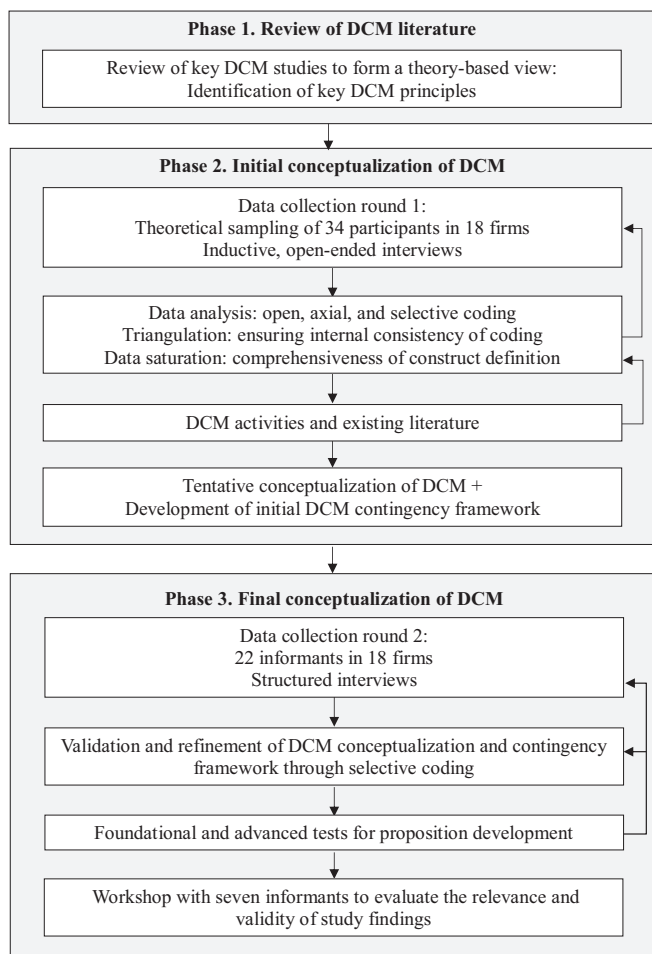 Phase 1. Review of DCM literature
Review of key DCM studies to form a theory-based view:
Identification of key DCM principles
Phase 2. Initial conceptualization of DCM
Data collection round 1:
Theoretical sampling of 34 participants in 18 firms
Inductive, open-ended interviews
Data analysis: open, axial, and selective coding
Triangulation: ensuring internal consistency of coding
Data saturation: comprehensiveness of construct definition
DCM activities and existing literature
Tentative conceptualization of DCM +
Development of initial DCM contingency framework
Phase 3. Final conceptualization of DCM
Data collection round 2:
22 informants in 18 firms
Structured interviews
Validation and refinement of DCM conceptualization and contingency
framework through selective coding
Foundational and advanced tests for proposition development
Workshop with seven informants to evaluate the relevance and
validity of study findings